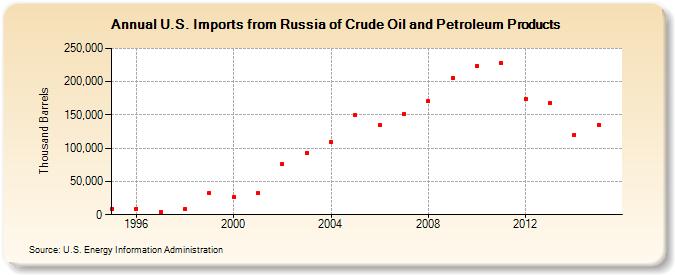 Annual U.S. Imports from Russia of Crude Oil and Petroleum Products
Thousand Barrels
250,000
200,000
150,000
100,000
50,000
0
1996 2000 2004 2008 2012
Source: U.S. Energy Information Administration